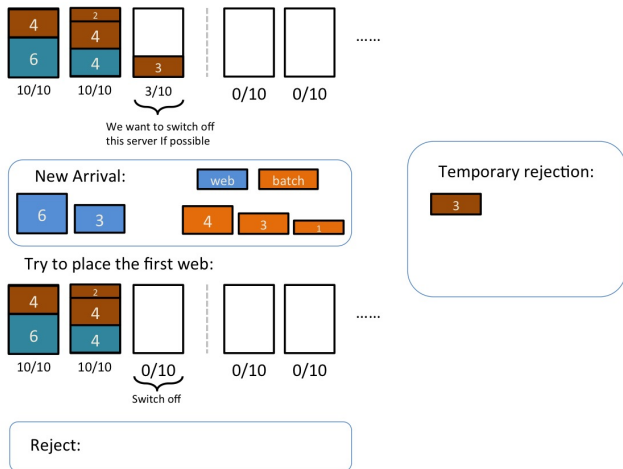 4
6
2
4
4
3
10/10 10/10 3/10 0/10 0/10
......
We want to switch off
this server If possible
New Arrival:
web batch
6 3 4 3 1
Temporary rejection:
3
Try to place the first web:
4
6
2
4
4
......
10/10 10/10 0/10 0/10 0/10
Switch off
Reject: